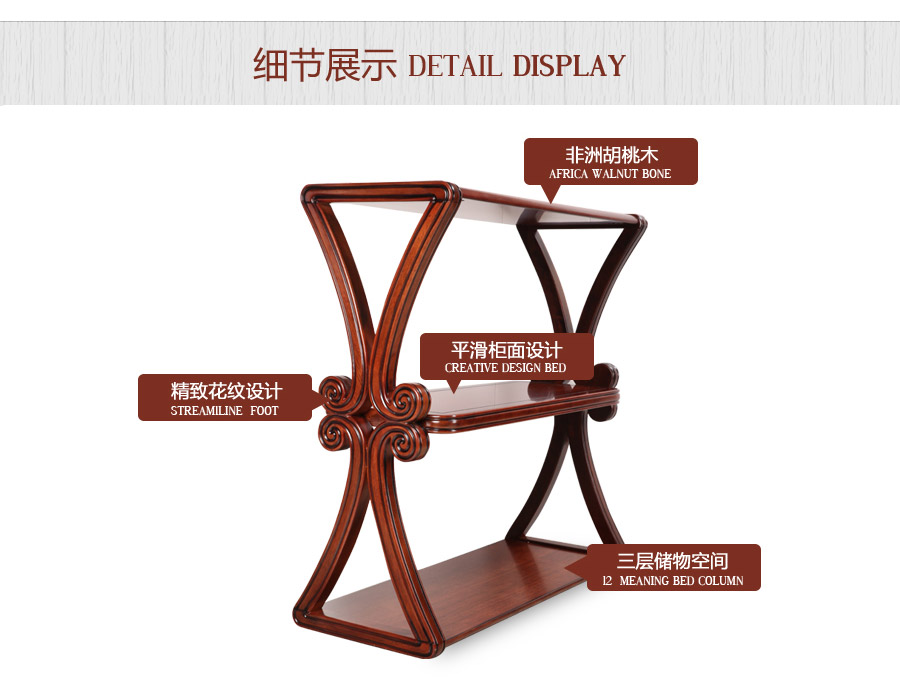 细节展示 DETAIL DISPLAY
非洲胡桃木
AFRICA WALNUT BONE
平滑柜面设计
CREATIVE DESIGN BED
精致花纹设计
STREAMILINE FOOT
三层储物空间
12 MEANING BED COLUMN